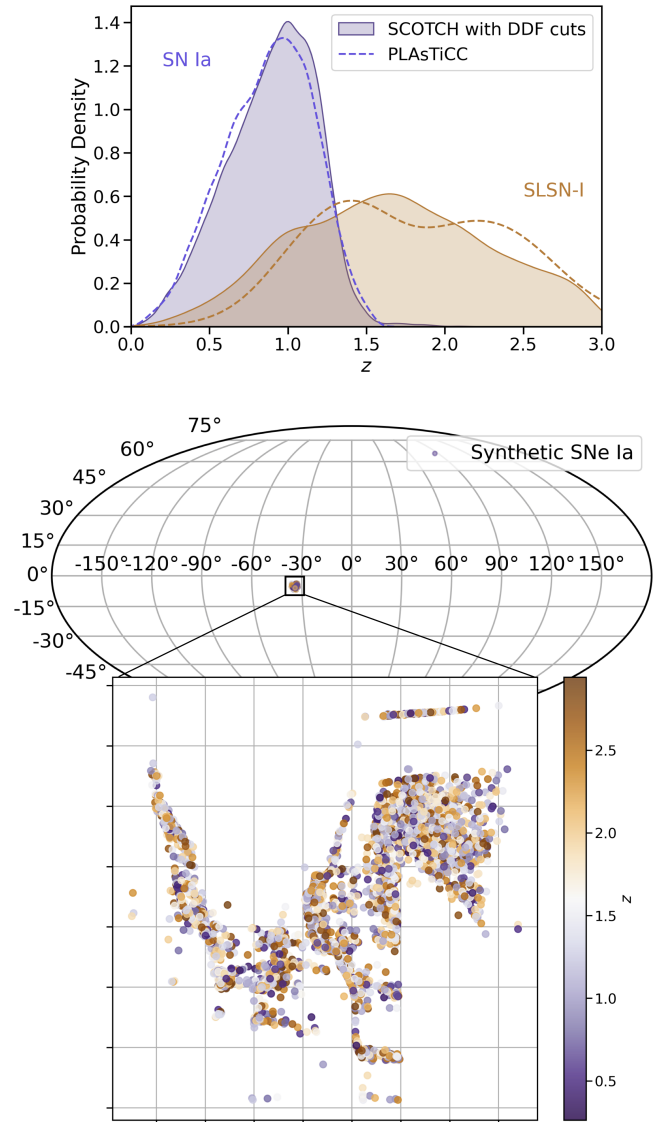 SCOTCH with DDF cuts
PLAsTiCC
SN Ia
SLSN-I
Probability Density
1.4
1.2
1.0
0.8
0.6
0.4
0.2
0.0
0.0 0.5 1.0 1.5 2.0 2.5 3.0
z
Synthetic SNe Ia
75°
60°
45°
30°
15°
0°
-15°
-30°
-45°
-150° -120° -90° -60° -30° 0° 30° 60° 90° 120° 150°
2.5
2.0
1.5
1.0
0.5
z